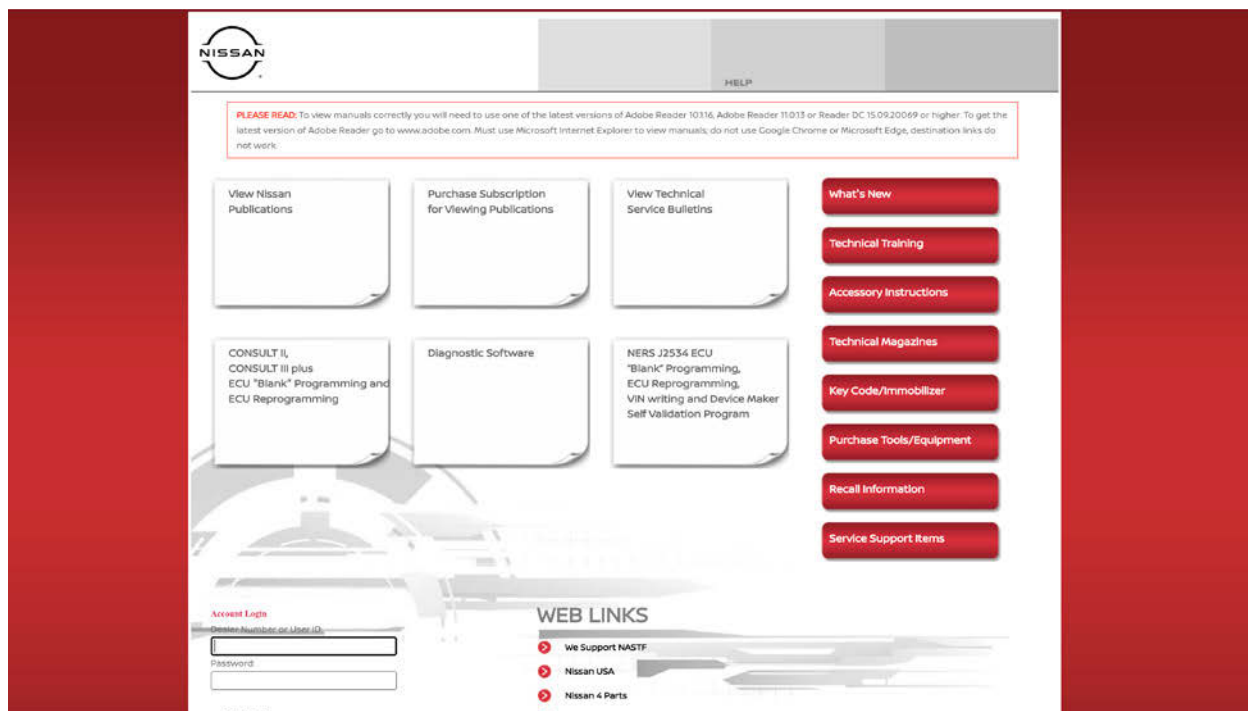 NISSAN
HELP
PLEASE READ: To view manuals correctly you will need to use one of the latest versions of Adobe Reader 10.1.16, Adobe Reader 11.0.13 or Reader DC 15.09.20069 or higher. To get the
latest version of Adobe Reader go to www.adobe.com. Must use Microsoft Internet Explorer to view manuals; do not use Google Chrome or Microsoft Edge, destination links do
not work.
View Nissan
Publications
Purchase Subscription
for Viewing Publications
View Technical
Service Bulletins
CONSULT II,
CONSULT III plus
ECU "Blank" Programming and
ECU Reprogramming
Diagnostic Software
NERS J2534 ECU
"Blank" Programming,
ECU Reprogramming,
VIN writing and Device Maker
Self Validation Program
What's New
Technical Training
Accessory Instructions
Technical Magazines
Key Code/Immobilizer
Purchase Tools/Equipment
Recall Information
Service Support Items
Account Login
Dealer Number or User ID:
Password:
WEB LINKS
We Support NASTF
Nissan USA
Nissan 4 Parts